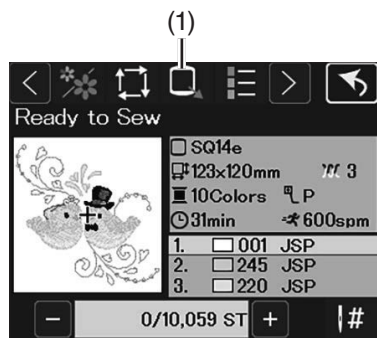 (1)
Ready to Sew
SQ14e
123x120mm 3
10Colors P
31min 600spm
1. 001 JSP
2. 245 JSP
3. 220 JSP
− 0/10,059 ST + #